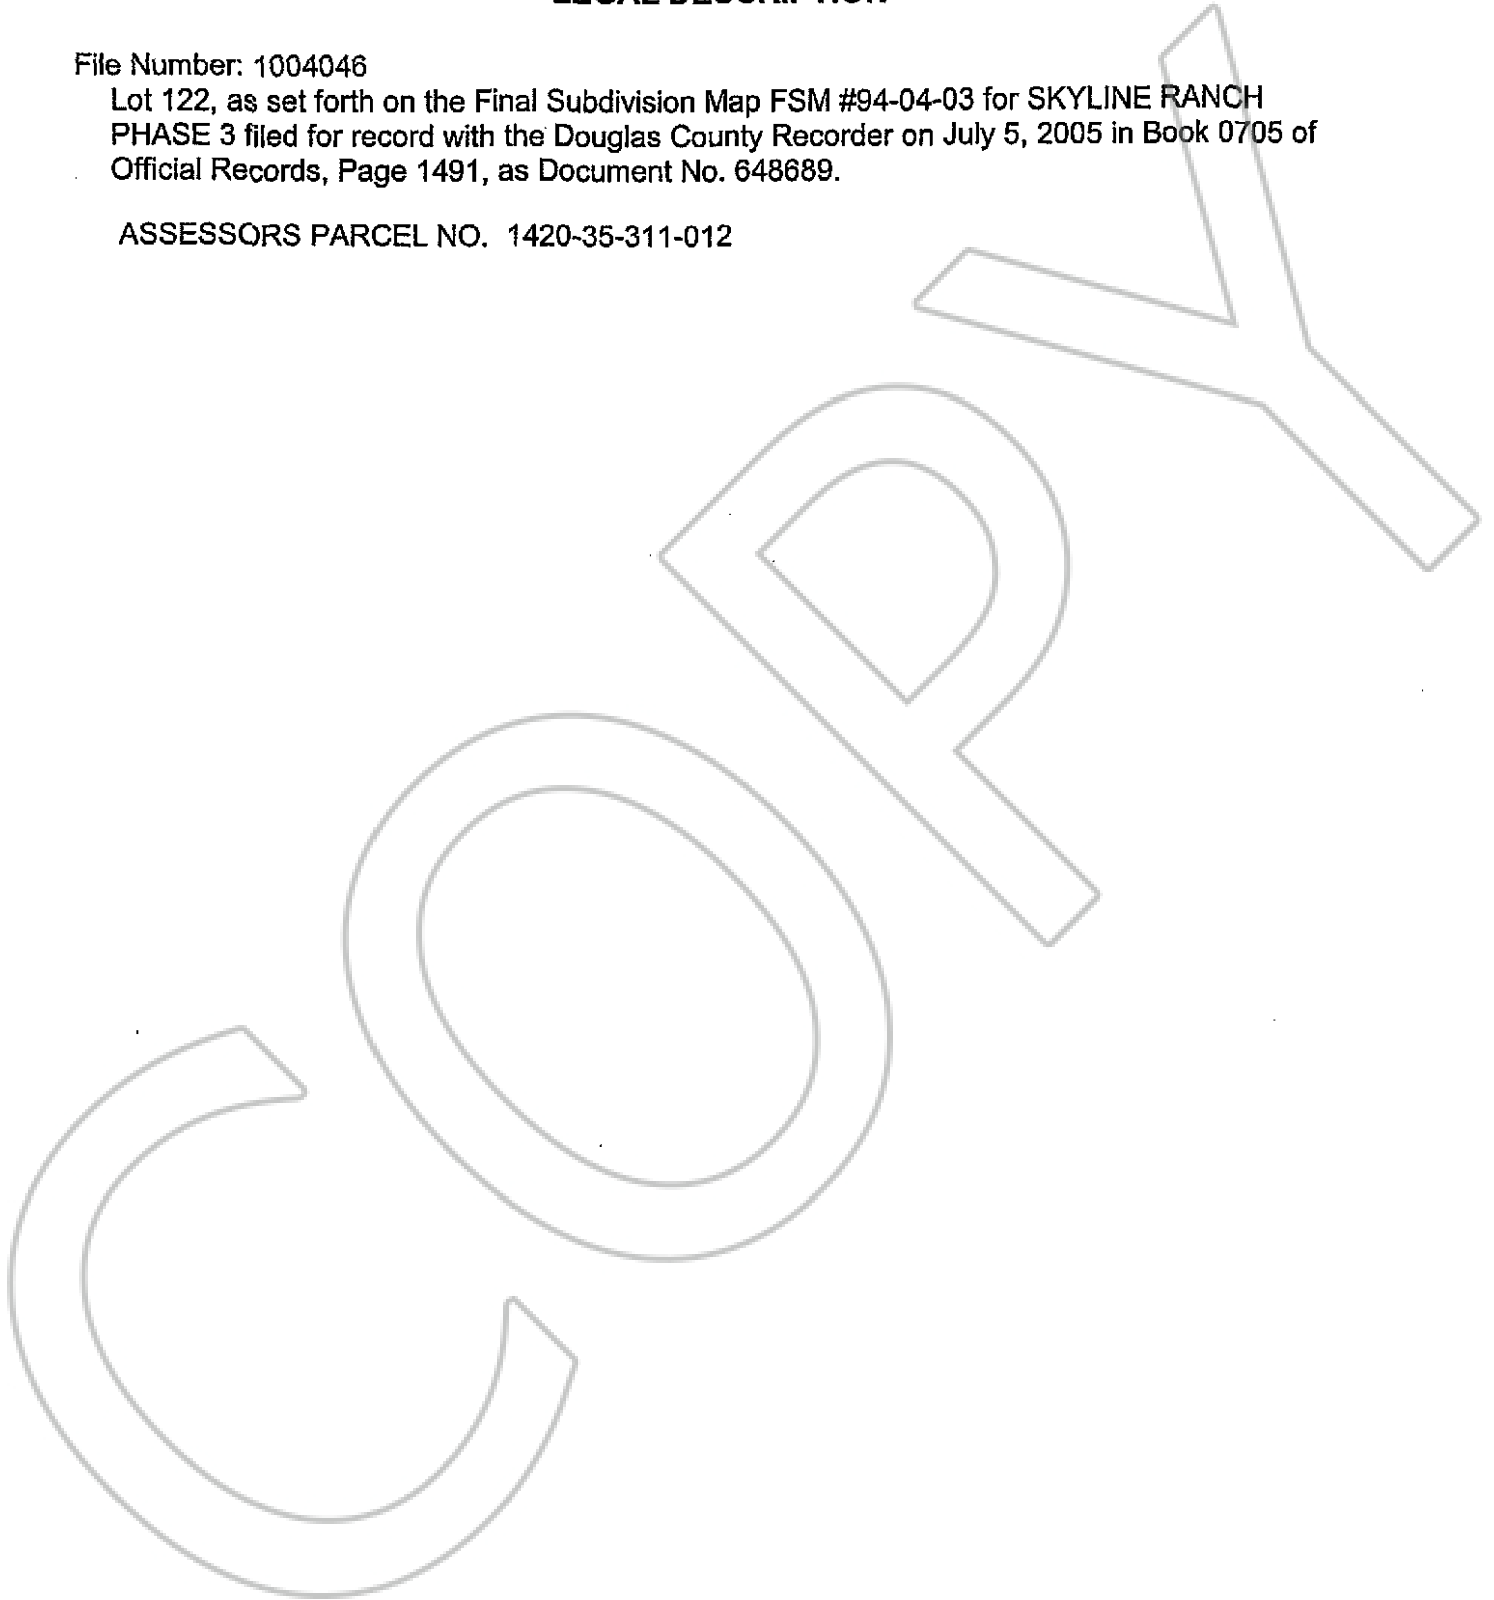 LEGAL DESCRIPTION
File Number: 1004046
Lot 122, as set forth on the Final Subdivision Map FSM #94-04-03 for SKYLINE RANCH
PHASE 3 filed for record with the Douglas County Recorder on July 5, 2005 in Book 0705 of
Official Records, Page 1491, as Document No. 648689.
ASSESSORS PARCEL NO. 1420-35-311-012
COPY